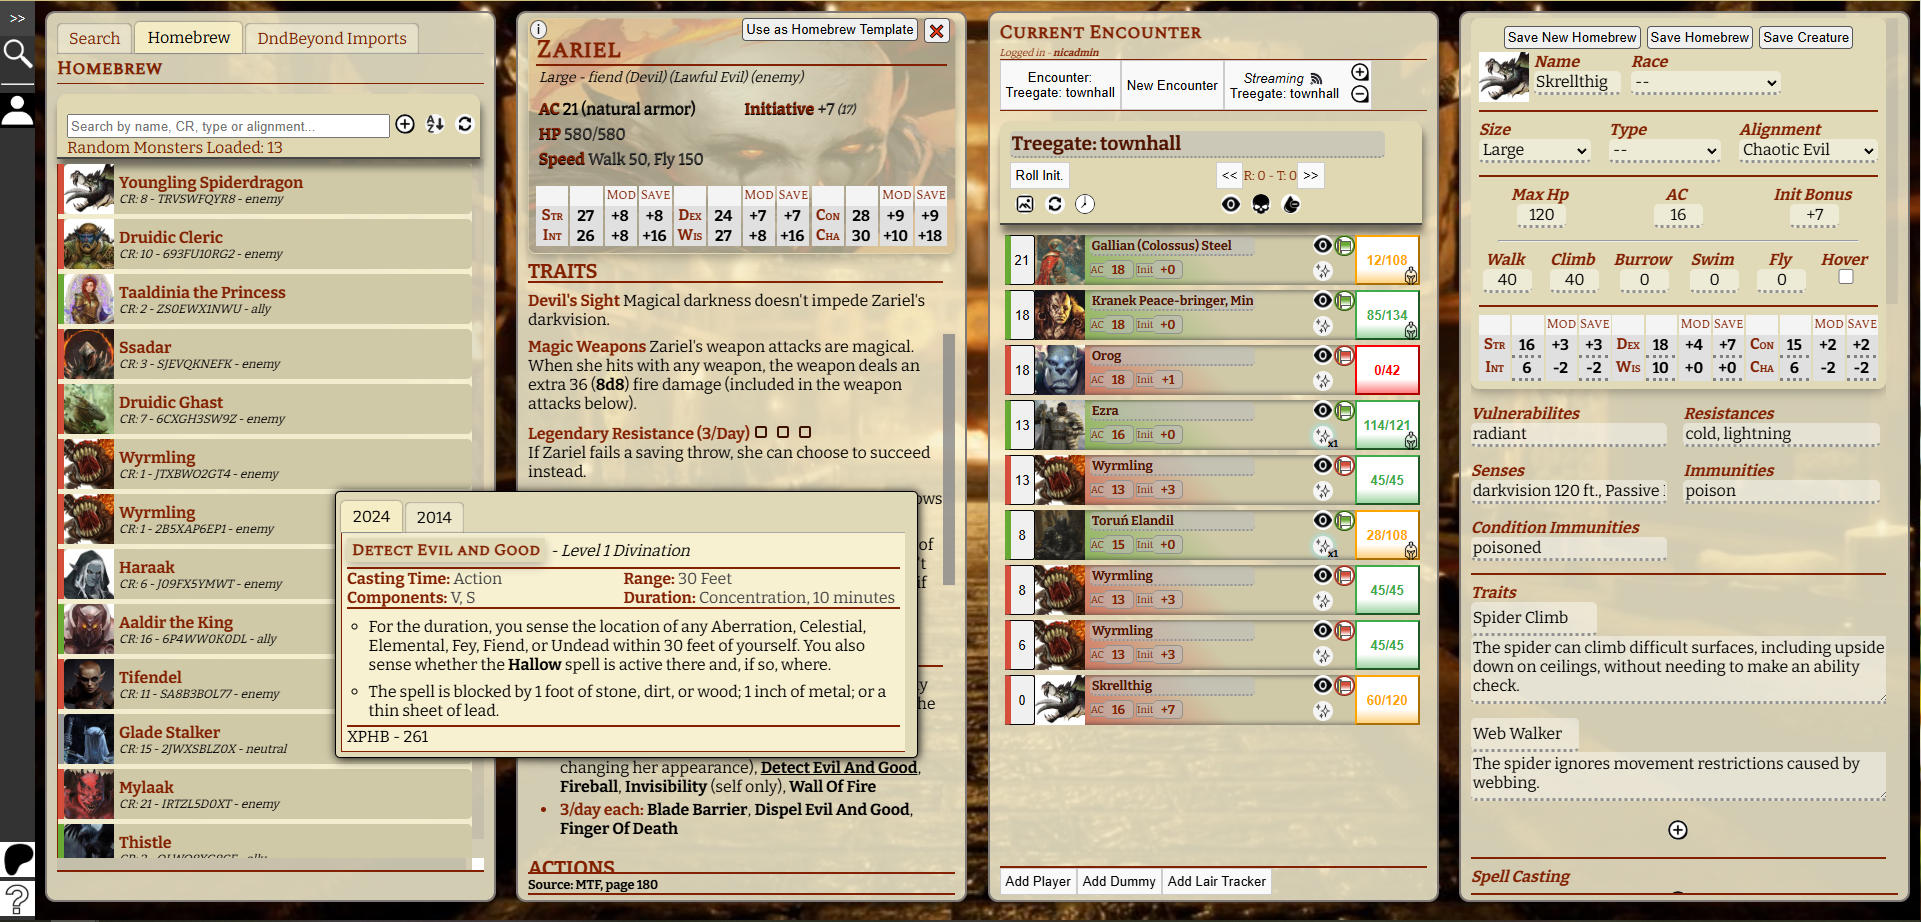 >>
Search
Homebrew
DndBeyond Imports
Homebrew
Search by name, CR, type or alignment...
Random Monsters Loaded: 13
Youngling Spiderdragon
CR: 8 - TRVSWFQYR8 - enemy
Druidic Cleric
CR: 10 - 693FU10RG2 - enemy
Taaldinia the Princess
CR: 2 - ZS0EWX1NWU - ally
Ssadar
CR: 3 - SJEVQKNEFK - enemy
Druidic Ghast
CR: 7 - 6CXGH3SW9Z - enemy
Wyrmling
CR: 1 - JTXBWO2GT4 - enemy
Wyrmling
CR: 1 - 2B5XAP6EP1 - enemy
Haraak
CR: 6 - J09FX5YMWT - enemy
Aaldir the King
CR: 16 - 6P4WW0K0DL - ally
Tifendel
CR: 11 - SA8B3BOL77 - enemy
Glade Stalker
CR: 15 - 2JWXSBLZ0X - neutral
Mylaak
CR: 21 - IRTZL5D0XT - enemy
Thistle
Use as Homebrew Template
Zariel
Large - fiend (Devil) (Lawful Evil) (enemy)
AC 21 (natural armor) Initiative +7 (17)
HP 580/580
Speed Walk 50, Fly 150
Mod Save Mod Save Mod Save
Str 27 +8 +8 Dex 24 +7 +7 Con 28 +9 +9
Int 26 +8 +16 Wis 27 +8 +16 Cha 30 +10 +18
Traits
Devil's Sight Magical darkness doesn't impede Zariel's
darkvision.
Magic Weapons Zariel's weapon attacks are magical.
When she hits with any weapon, the weapon deals an
extra 36 (8d8) fire damage (included in the weapon
attacks below).
Legendary Resistance (3/Day)
If Zariel fails a saving throw, she can choose to succeed
instead.
ows
of
't
if
y
he
2024
2014
Detect Evil and Good - Level 1 Divination
Casting Time: Action Range: 30 Feet
Components: V, S Duration: Concentration, 10 minutes
For the duration, you sense the location of any Aberration, Celestial,
Elemental, Fey, Fiend, or Undead within 30 feet of yourself. You also
sense whether the Hallow spell is active there and, if so, where.
The spell is blocked by 1 foot of stone, dirt, or wood; 1 inch of metal; or a
thin sheet of lead.
XPHB - 261
changing her appearance), Detect Evil And Good,
Fireball, Invisibility (self only), Wall Of Fire
• 3/day each: Blade Barrier, Dispel Evil And Good,
Finger Of Death
Actions
Source: MTF, page 180
Current Encounter
Logged in - nicadmin
Encounter:
Treegate: townhall
New Encounter
Streaming
Treegate: townhall
Treegate: townhall
Roll Init.
<< R: 0 - T: 0 >>
21 Gallian (Colossus) Steel 12/108
AC 18 Init +0
18 Kranek Peace-bringer, Min 85/134
AC 18 Init +0
18 Orog 0/42
AC 18 Init +1
13 Ezra 114/121
AC 16 Init +0 x1
13 Wyrmling 45/45
AC 13 Init +3
8 Toruń Elandil 28/108
AC 15 Init +0 x1
8 Wyrmling 45/45
AC 13 Init +3
6 Wyrmling 45/45
AC 13 Init +3
0 Skrellthig 60/120
AC 16 Init +7
Add Player
Add Dummy
Add Lair Tracker
Save New Homebrew
Save Homebrew
Save Creature
Name Race
Skrellthig --
Size Type Alignment
Large -- Chaotic Evil
Max Hp AC Init Bonus
120 16 +7
Walk Climb Burrow Swim Fly Hover
40 40 0 0 0
Mod Save Mod Save Mod Save
Str 16 +3 +3 Dex 18 +4 +7 Con 15 +2 +2
Int 6 -2 -2 Wis 10 +0 +0 Cha 6 -2 -2
Vulnerabilites Resistances
radiant cold, lightning
Senses Immunities
darkvision 120 ft., Passive poison
Condition Immunities
poisoned
Traits
Spider Climb
The spider can climb difficult surfaces, including upside
down on ceilings, without needing to make an ability
check.
Web Walker
The spider ignores movement restrictions caused by
webbing.
Spell Casting